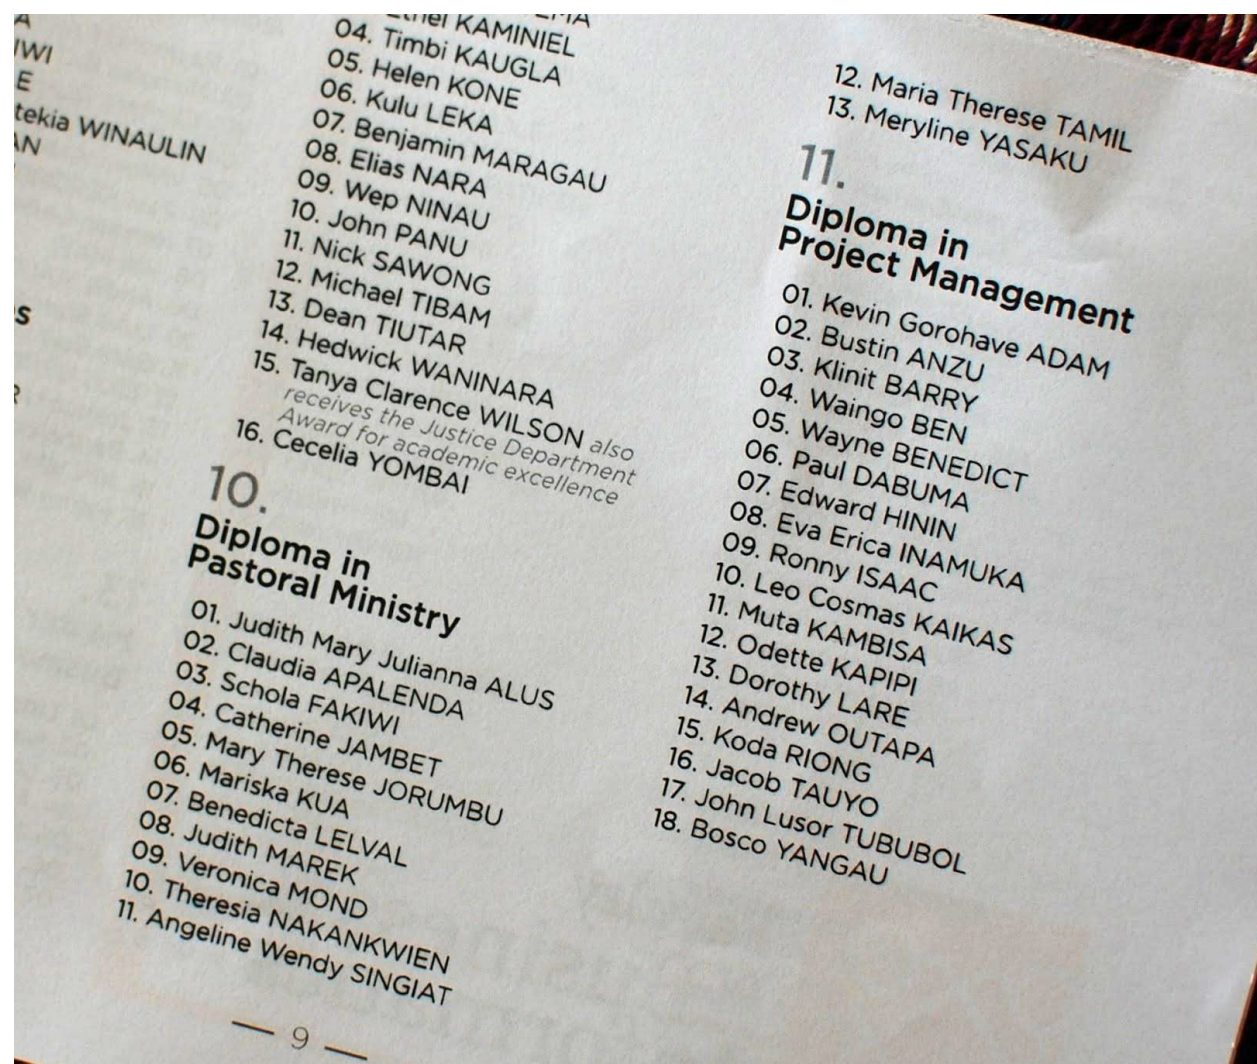 A
IWI
E
tekia WINAULIN
AN
s
R
Ethel KAMINIEL
04. Timbi KAUGLA
05. Helen KONE
06. Kulu LEKA
07. Benjamin MARAGAU
08. Elias NARA
09. Wep NINAU
10. John PANU
11. Nick SAWONG
12. Michael TIBAM
13. Dean TIUTAR
14. Hedwick WANINARA
15. Tanya Clarence WILSON also
receives the Justice Department
Award for academic excellence
16. Cecelia YOMBAI
10.
Diploma in
Pastoral Ministry
01. Judith Mary Julianna ALUS
02. Claudia APALENDA
03. Schola FAKIWI
04. Catherine JAMBET
05. Mary Therese JORUMBU
06. Mariska KUA
07. Benedicta LELVAL
08. Judith MAREK
09. Veronica MOND
10. Theresia NAKANKWIEN
11. Angeline Wendy SINGIAT
12. Maria Therese TAMIL
13. Meryline YASAKU
11.
Diploma in
Project Management
01. Kevin Gorohave ADAM
02. Bustin ANZU
03. Klinit BARRY
04. Waingo BEN
05. Wayne BENEDICT
06. Paul DABUMA
07. Edward HININ
08. Eva Erica INAMUKA
09. Ronny ISAAC
10. Leo Cosmas KAIKAS
11. Muta KAMBISA
12. Odette KAPIPI
13. Dorothy LARE
14. Andrew OUTAPA
15. Koda RIONG
16. Jacob TAUYO
17. John Lusor TUBUBOL
18. Bosco YANGAU
— 9 —